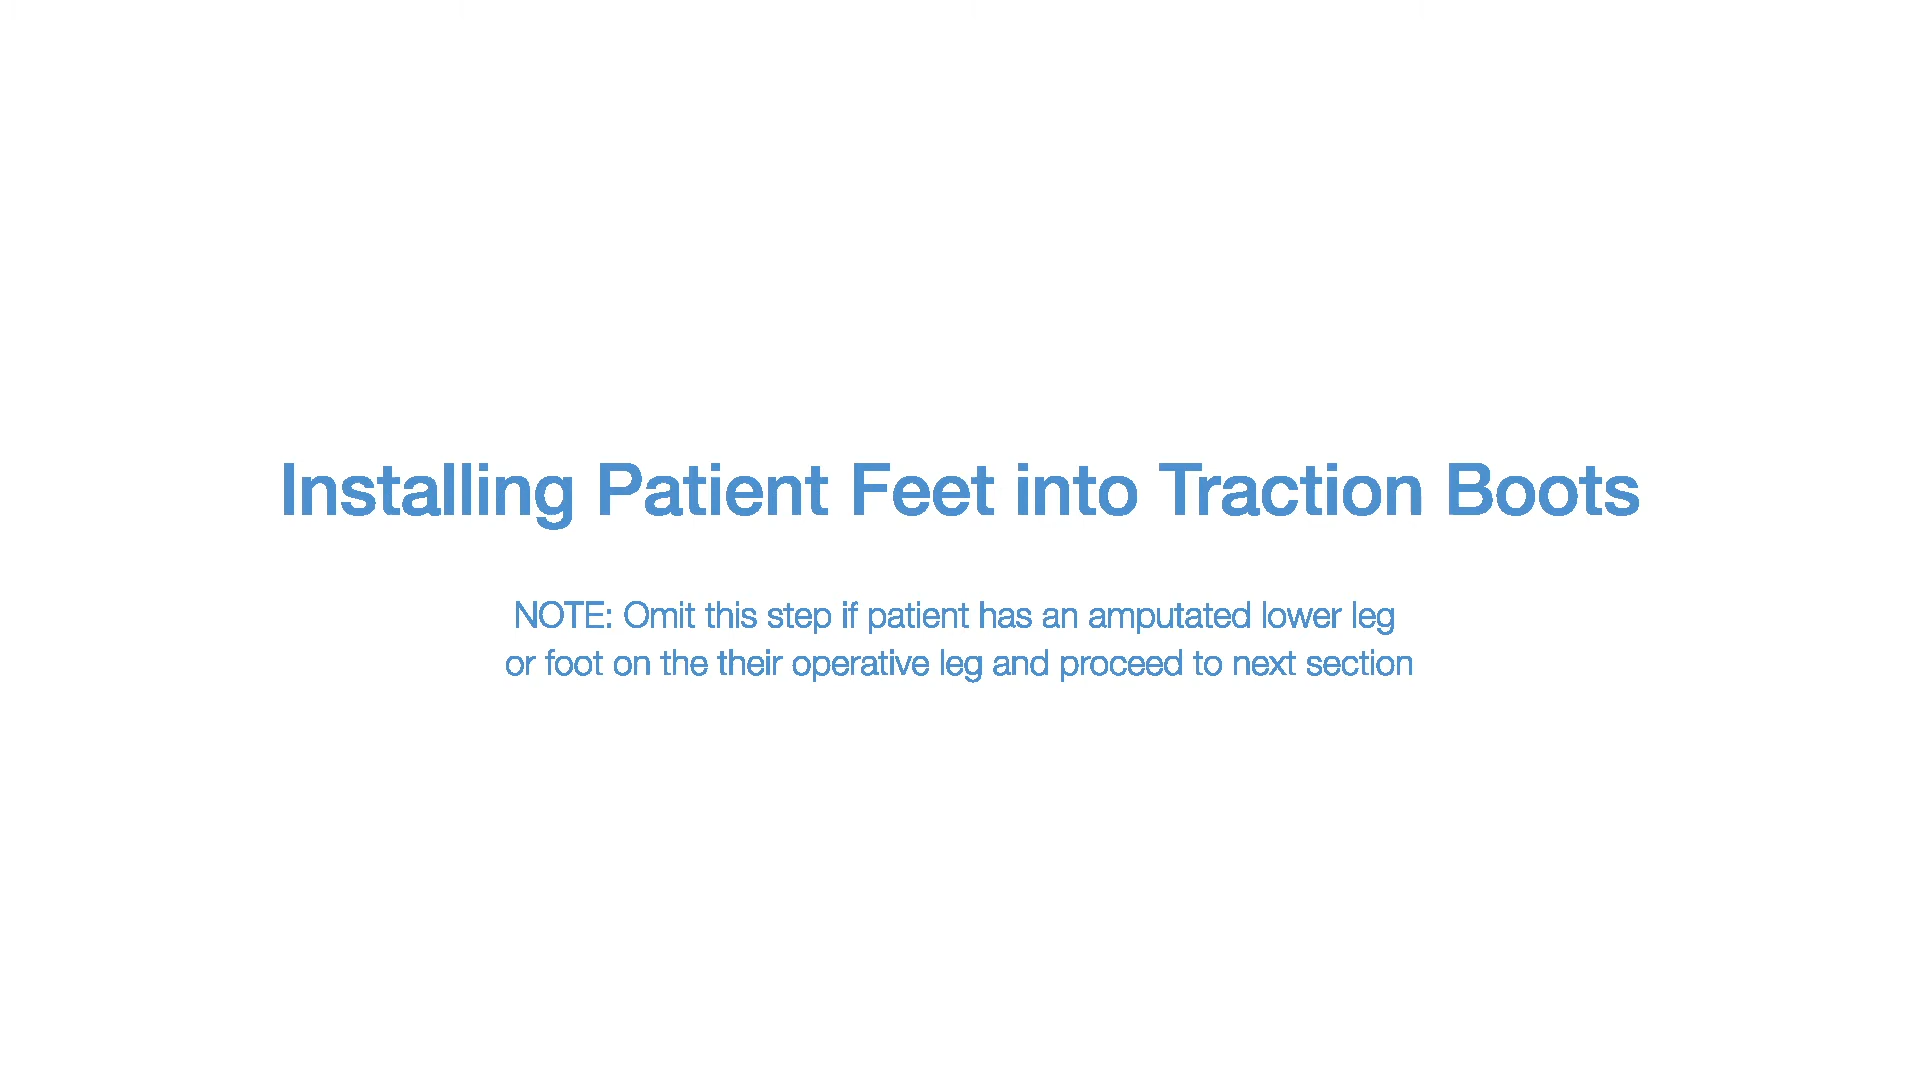 Installing Patient Feet into Traction Boots
NOTE: Omit this step if patient has an amputated lower leg
or foot on the their operative leg and proceed to next section